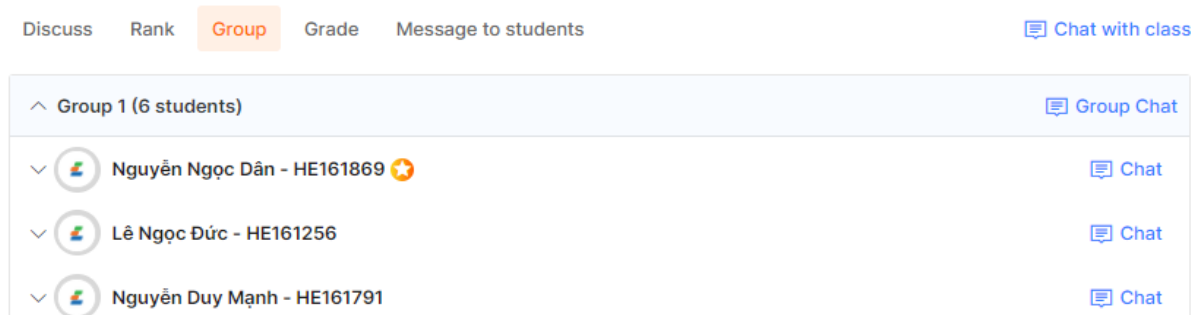 Discuss Rank Group Grade Message to students Chat with class
Group 1 (6 students) Group Chat
Nguyễn Ngọc Dân - HE161869 Chat
Lê Ngọc Đức - HE161256 Chat
Nguyễn Duy Mạnh - HE161791 Chat